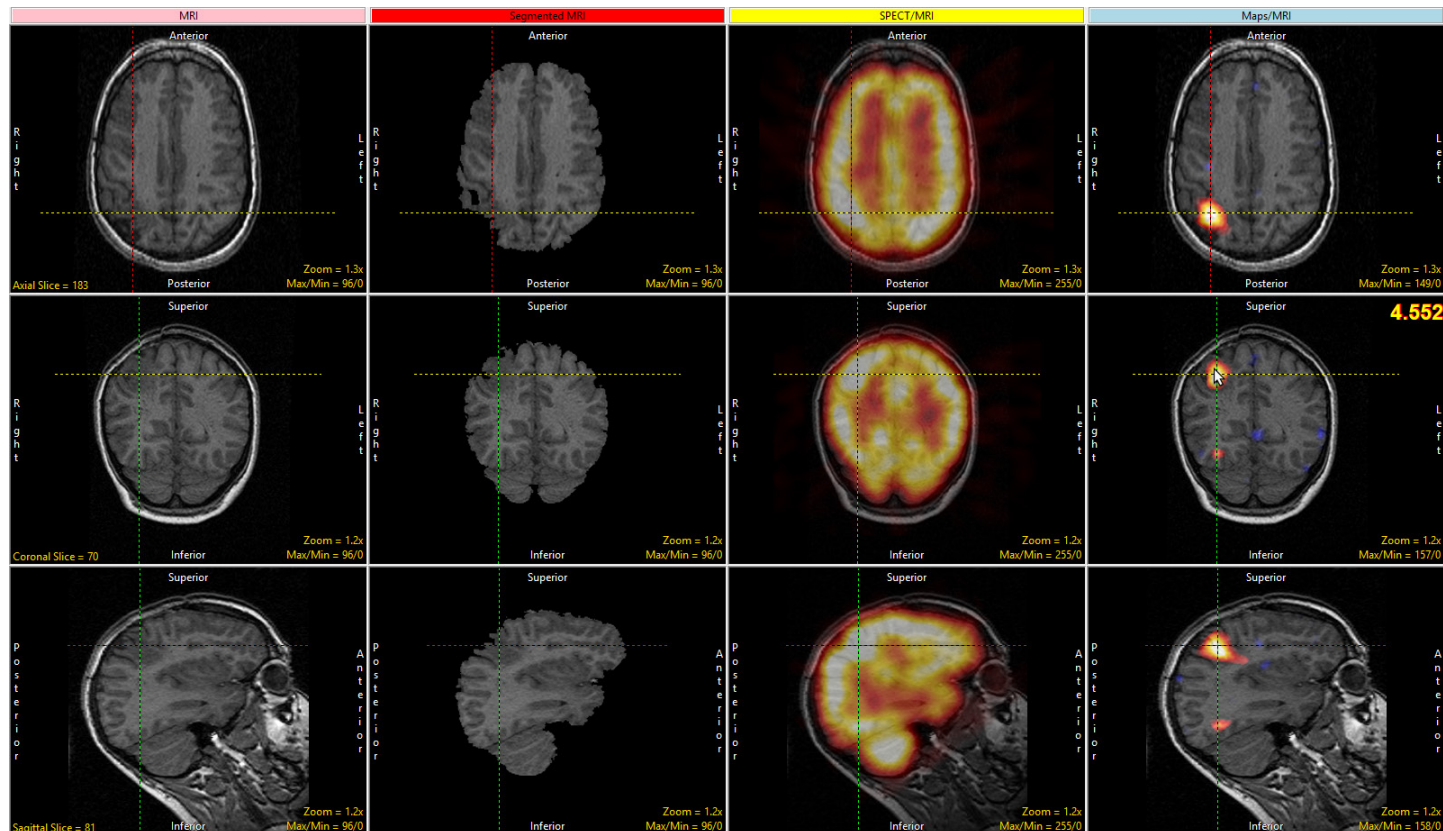 MRI
Segmented MRI
SPECT/MRI
Maps/MRI
Anterior
Anterior
Anterior
Anterior
Right
Left
Right
Left
Right
Left
Right
Left
Zoom = 1.3x
Zoom = 1.3x
Zoom = 1.3x
Zoom = 1.3x
Axial Slice = 183
Posterior
Max/Min = 96/0
Posterior
Max/Min = 96/0
Posterior
Max/Min = 255/0
Posterior
Max/Min = 149/0
Superior
Superior
Superior
Superior
4.552
Right
Left
Right
Left
Right
Left
Right
Left
Zoom = 1.2x
Zoom = 1.2x
Zoom = 1.2x
Zoom = 1.2x
Coronal Slice = 70
Inferior
Max/Min = 96/0
Inferior
Max/Min = 96/0
Inferior
Max/Min = 255/0
Inferior
Max/Min = 157/0
Superior
Superior
Superior
Superior
Posterior
Anterior
Posterior
Anterior
Posterior
Anterior
Posterior
Anterior
Zoom = 1.2x
Zoom = 1.2x
Zoom = 1.2x
Zoom = 1.2x
Sagittal Slice = 81
Inferior
Max/Min = 96/0
Inferior
Max/Min = 96/0
Inferior
Max/Min = 255/0
Inferior
Max/Min = 158/0